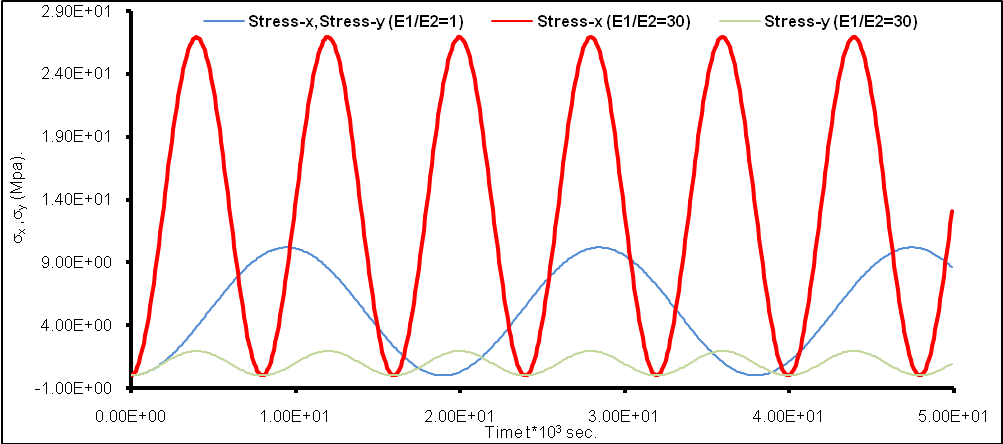 2.90E+01
Stress-x, Stress-y (E1/E2=1)
Stress-x (E1/E2=30)
Stress-y (E1/E2=30)
2.40E+01
1.90E+01
1.40E+01
9.00E+00
4.00E+00
-1.00E+00
σx ,σy (Mpa).
0.00E+00
1.00E+01
2.00E+01
3.00E+01
4.00E+01
5.00E+01
Time t*10³ sec.